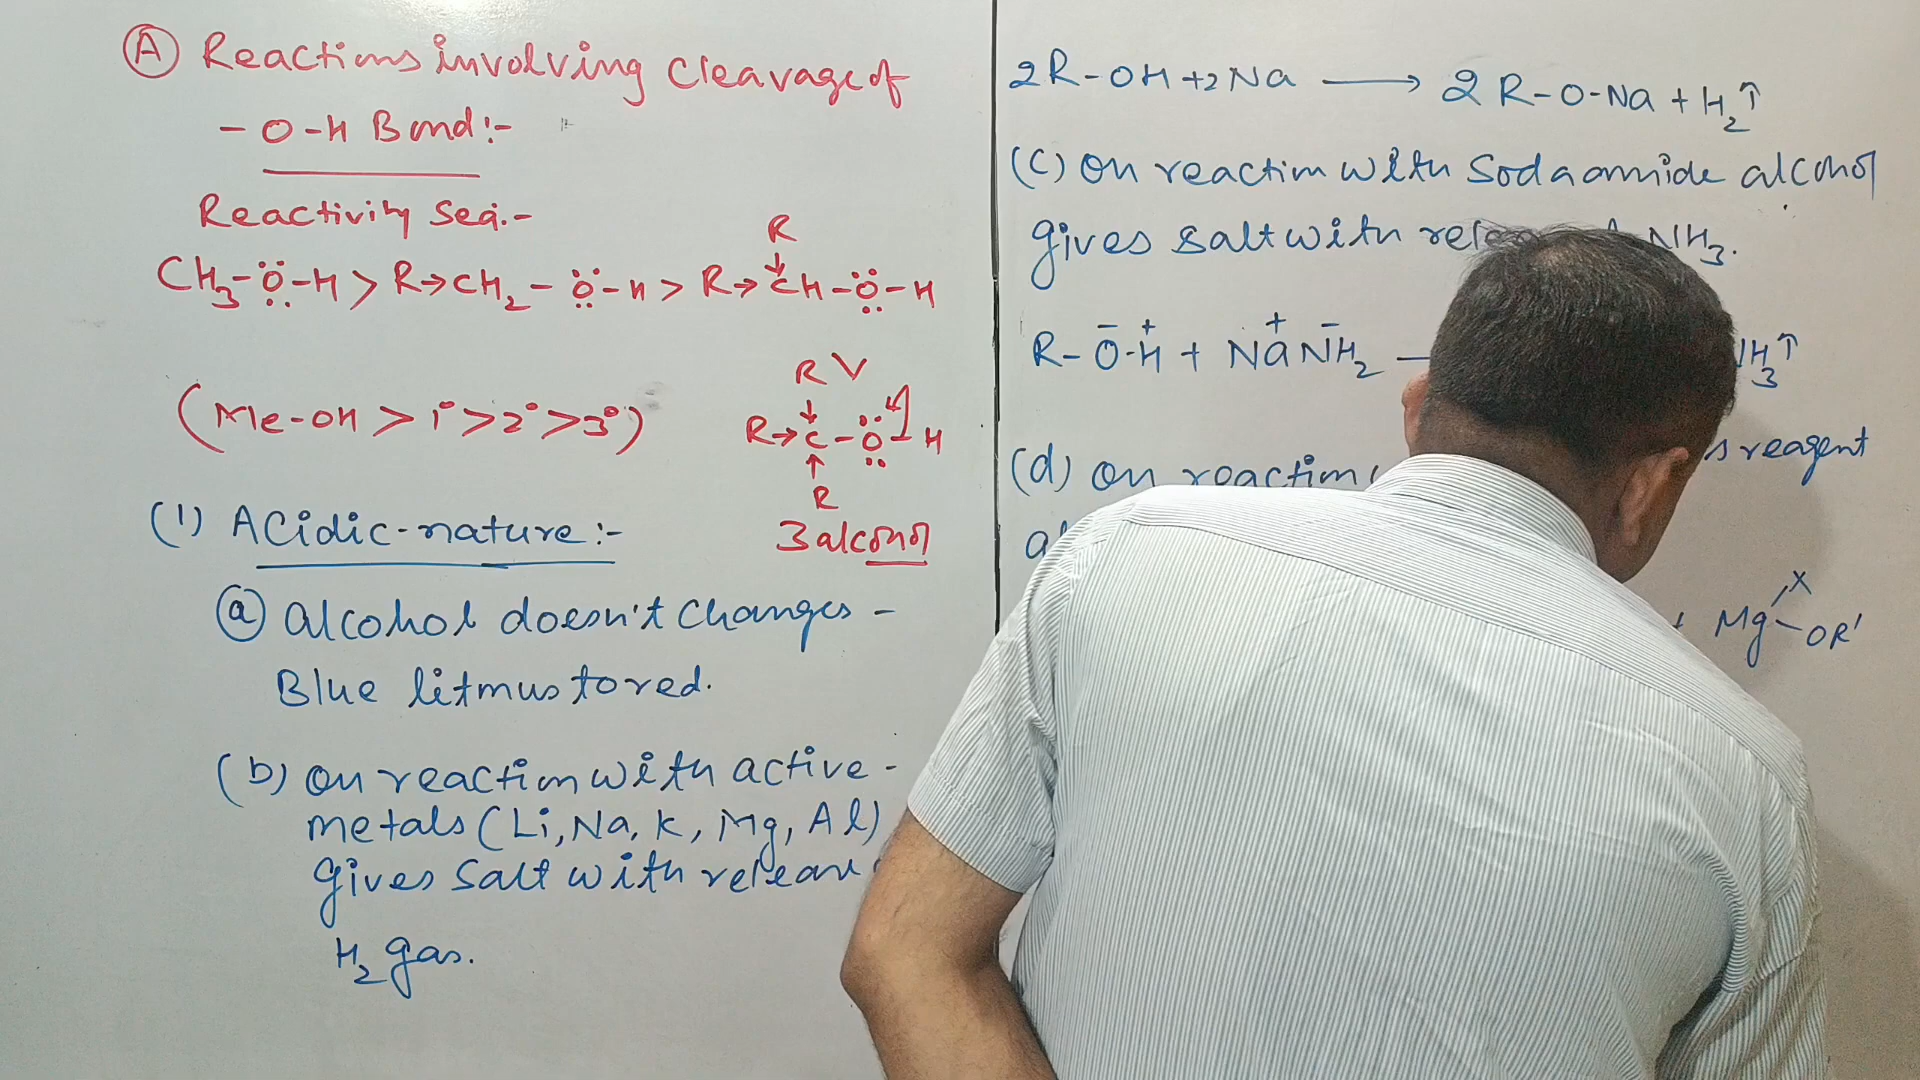 (A) Reactions involving Cleavage of
- O-H Bond:-
Reactivity Seq.-
R
CH3-O-H > R→CH2-O-H > R→CH-O-H
R V
(Me-OH > 1° > 2° > 3°)
R→C-O-H
R
3 alcohol
(1) Acidic-nature:-
(a) alcohol doesn't changes -
Blue litmus to red.
(b) on reaction with active -
metals (Li, Na, K, Mg, Al)
gives Salt with release
H2 gas.
2R-OH + 2Na → 2R-O-Na + H2↑
(C) on reaction with Sodaamide alcohol
gives salt with NH3.
R-O-H + NaNH2 — H3↑
(d) on reaction reagent
+ Mg
X
OR'